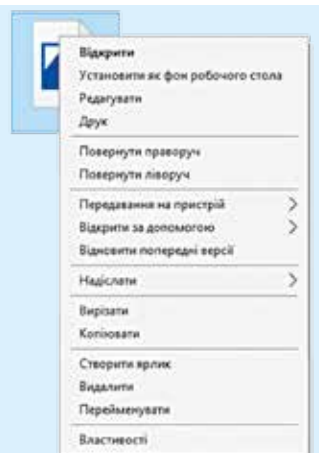 Відкрити
Установити як фон робочого стола
Редагувати
Друк
Повернути праворуч
Повернути ліворуч
Передавання на пристрій
Відкрити за допомогою
Відновити попередні версії
Надіслати
Вирізати
Копіювати
Створити ярлик
Видалити
Перейменувати
Властивості